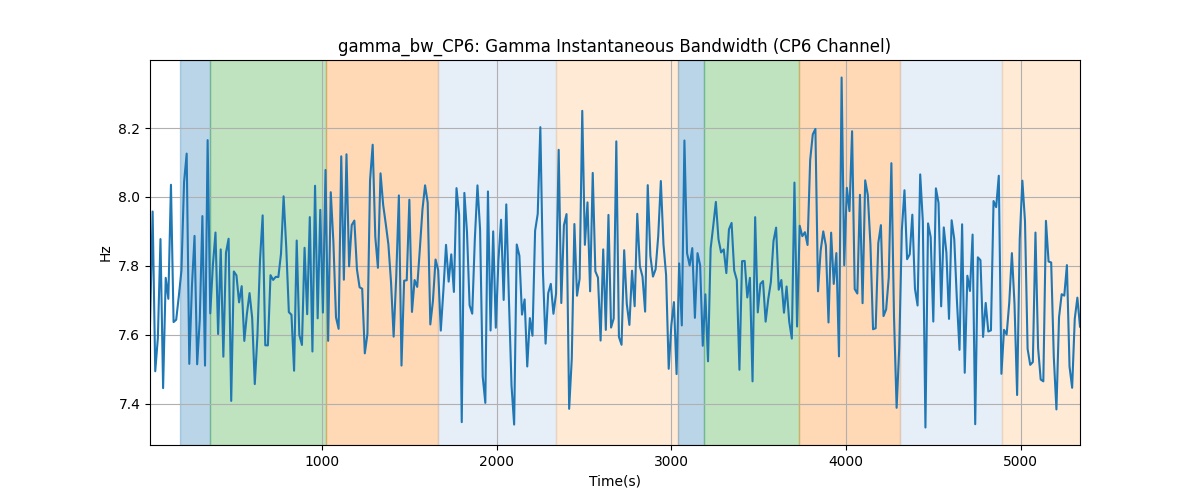 gamma_bw_CP6: Gamma Instantaneous Bandwidth (CP6 Channel)
Hz
8.2
8.0
7.8
7.6
7.4
1000 2000 3000 4000 5000
Time(s)